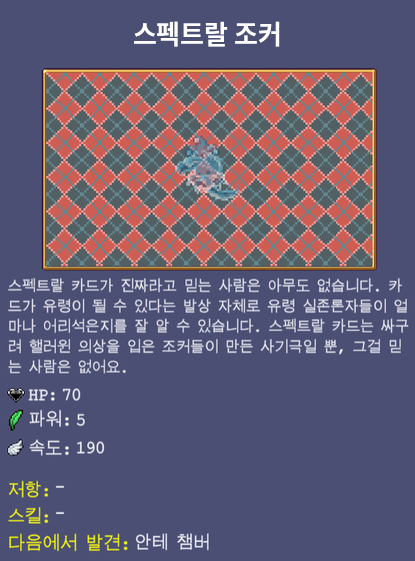 스펙트랄 조커
스펙트랄 카드가 진짜라고 믿는 사람은 아무도 없습니다. 카
드가 유령이 될 수 있다는 발상 자체로 유령 실존론자들이 얼
마나 어리석은지를 잘 알 수 있습니다. 스펙트랄 카드는 싸구
려 핼러윈 의상을 입은 조커들이 만든 사기극일 뿐, 그걸 믿
는 사람은 없어요.
HP: 70
파워: 5
속도: 190
저항: -
스킬: -
다음에서 발견: 안테 챔버